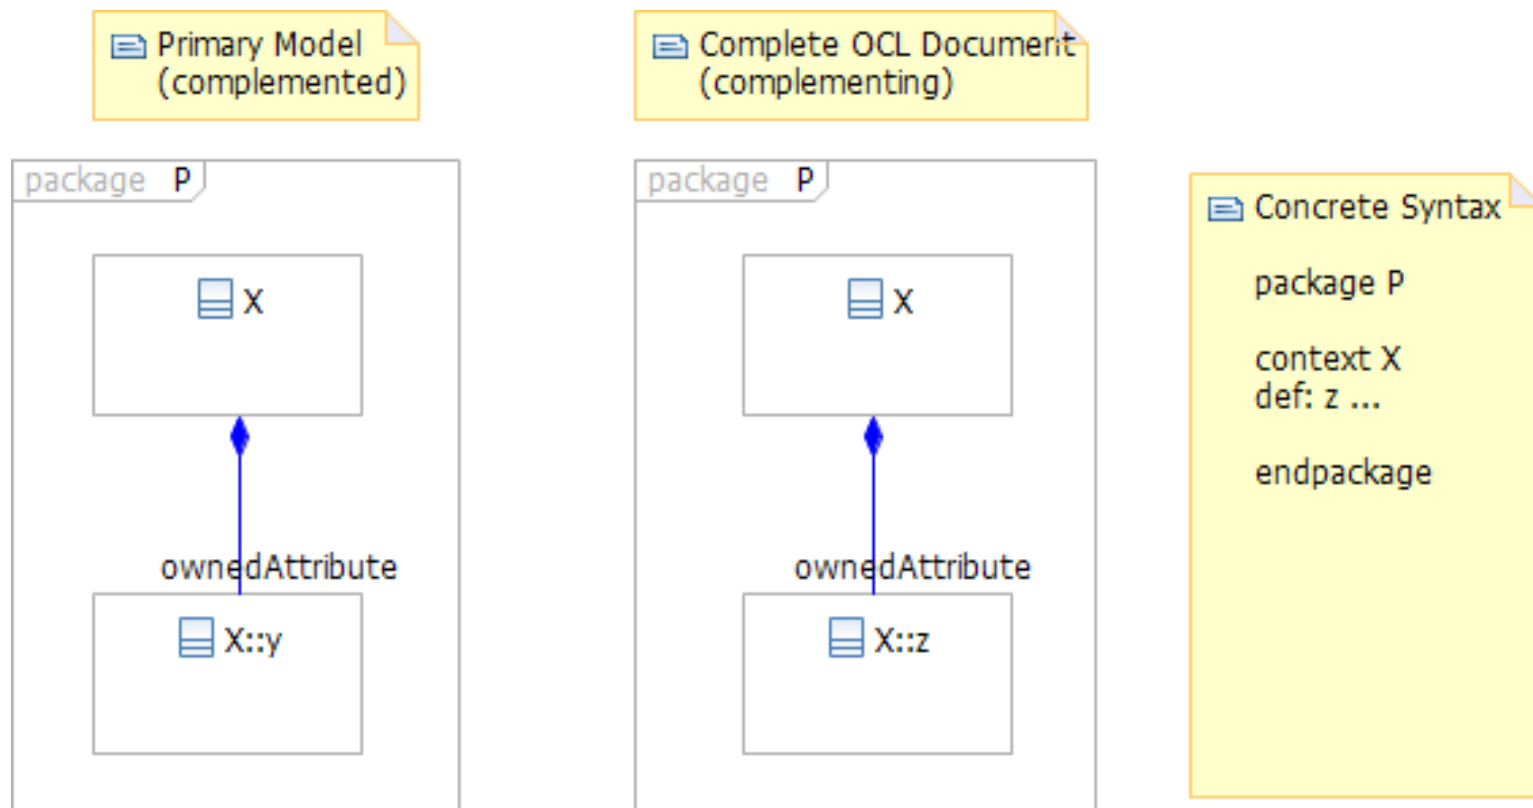 Primary Model
(complemented)
Complete OCL Document
(complementing)
package P
X
ownedAttribute
X::y
package P
X
ownedAttribute
X::z
Concrete Syntax
package P
context X
def: z ...
endpackage